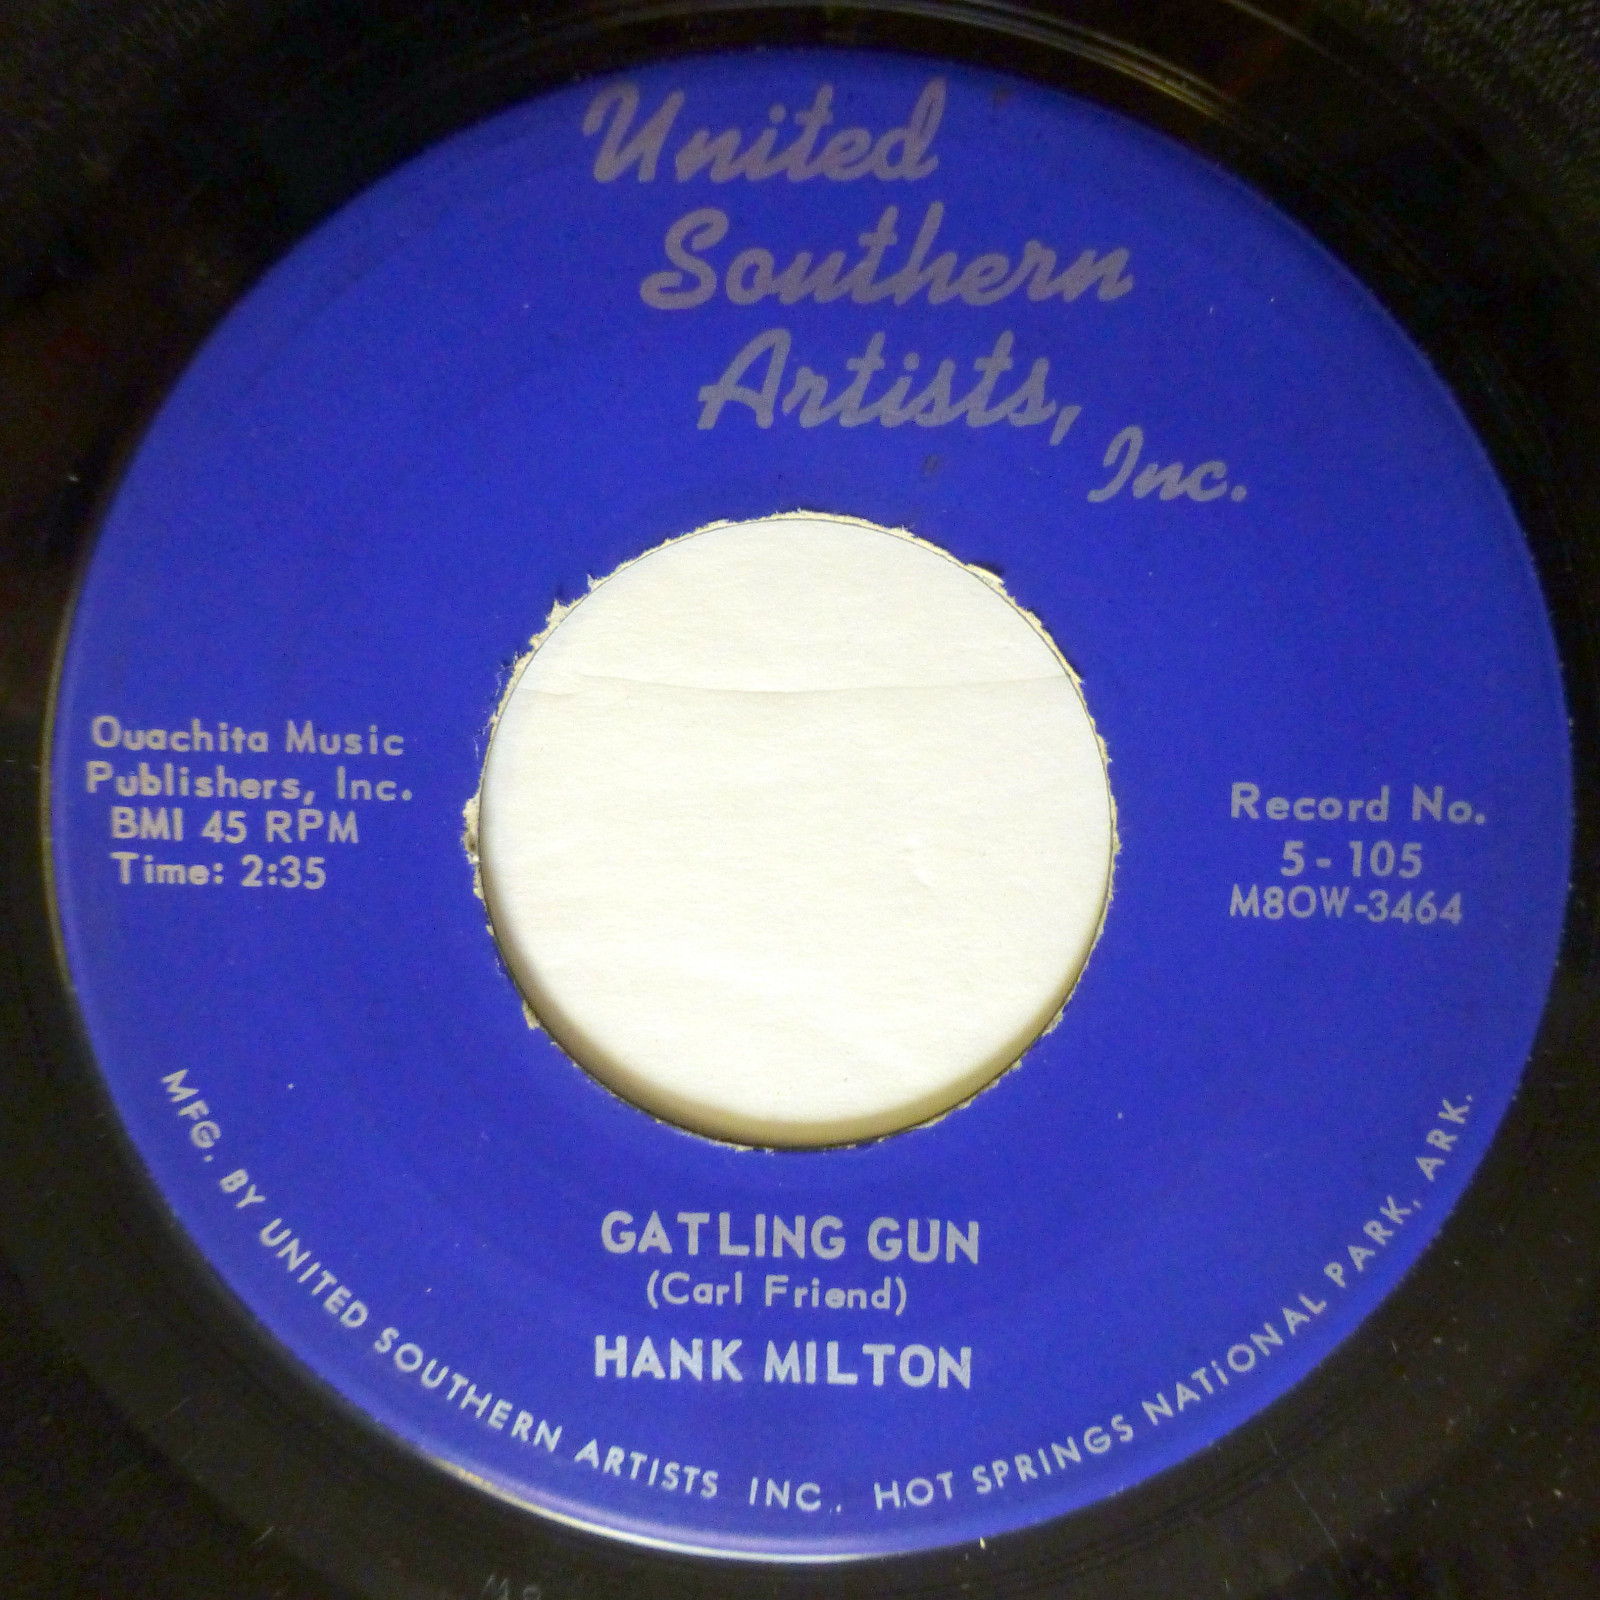 United
Southern
Artists,
Inc.
Ouachita Music
Publishers, Inc.
BMI 45 RPM
Time: 2:35
Record No.
5-105
M8OW-3464
GATLING GUN
(Carl Friend)
HANK MILTON
MFG. BY UNITED SOUTHERN ARTISTS INC. HOT SPRINGS NATIONAL PARK, ARK.